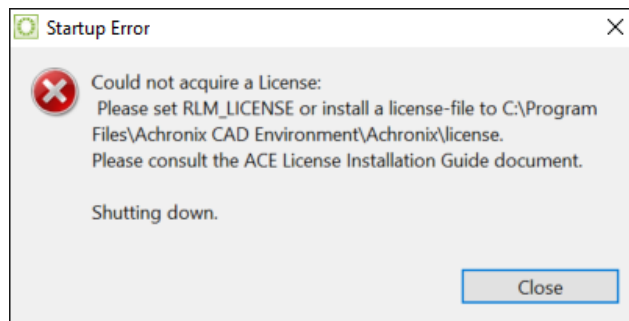 Startup Error
Could not acquire a License:
Please set RLM_LICENSE or install a license-file to C:\Program
Files\Achronix CAD Environment\Achronix\license.
Please consult the ACE License Installation Guide document.
Shutting down.
Close